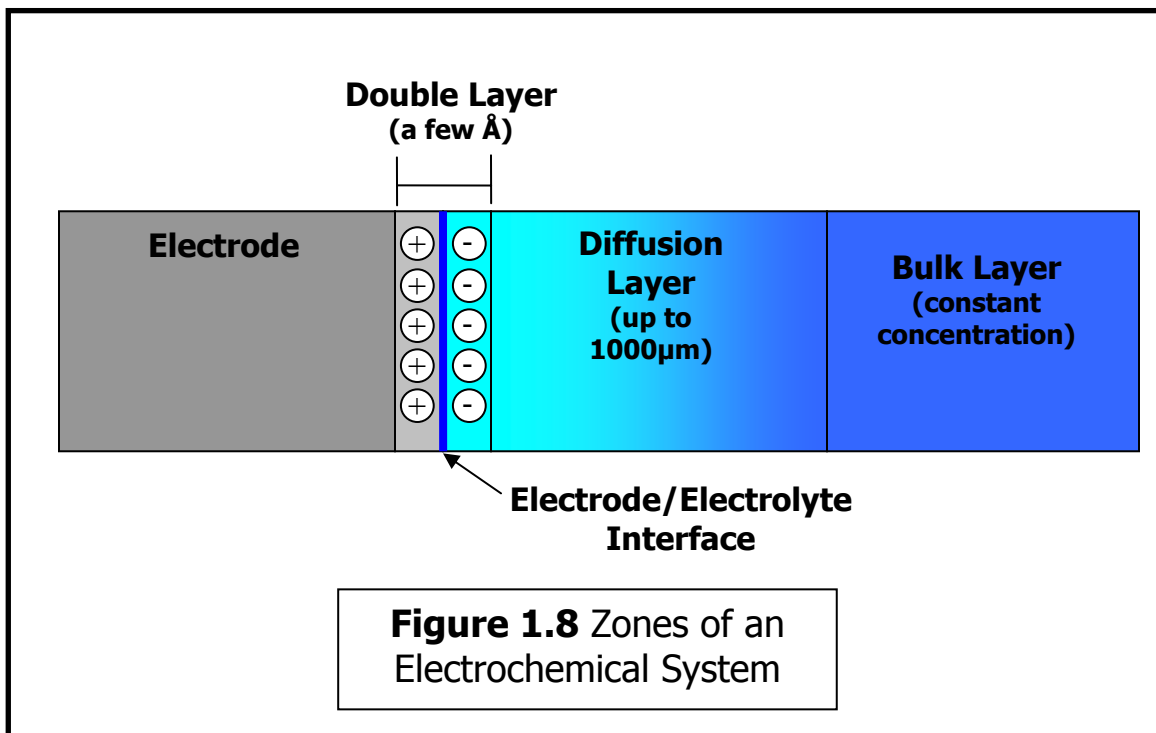 Double Layer
(a few Å)
Electrode
+
+
+
+
+
-
-
-
-
-
Diffusion
Layer
(up to
1000µm)
Bulk Layer
(constant
concentration)
Electrode/Electrolyte
Interface
Figure 1.8 Zones of an
Electrochemical System